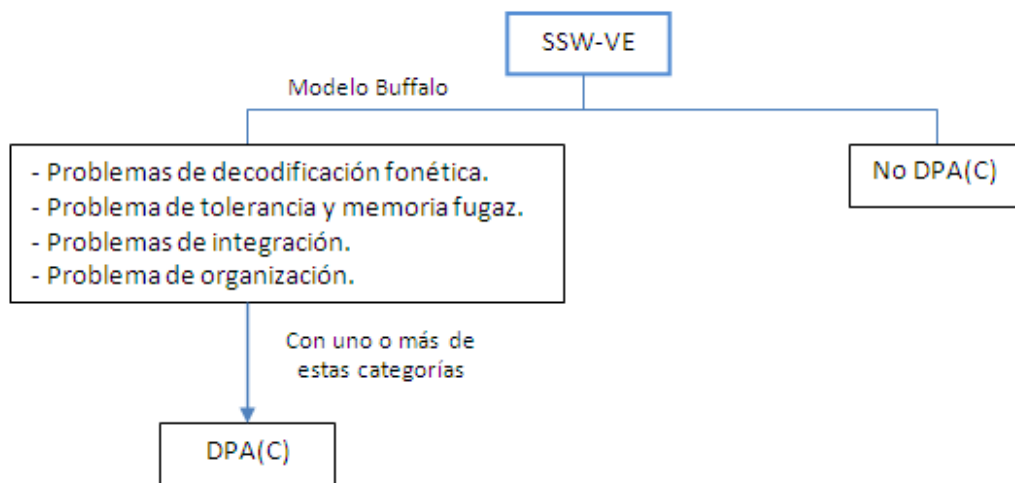 SSW-VE
Modelo Buffalo
- Problemas de decodificación fonética.
- Problema de tolerancia y memoria fugaz.
- Problemas de integración.
- Problema de organización.
No DPA(C)
Con uno o más de
estas categorías
DPA(C)